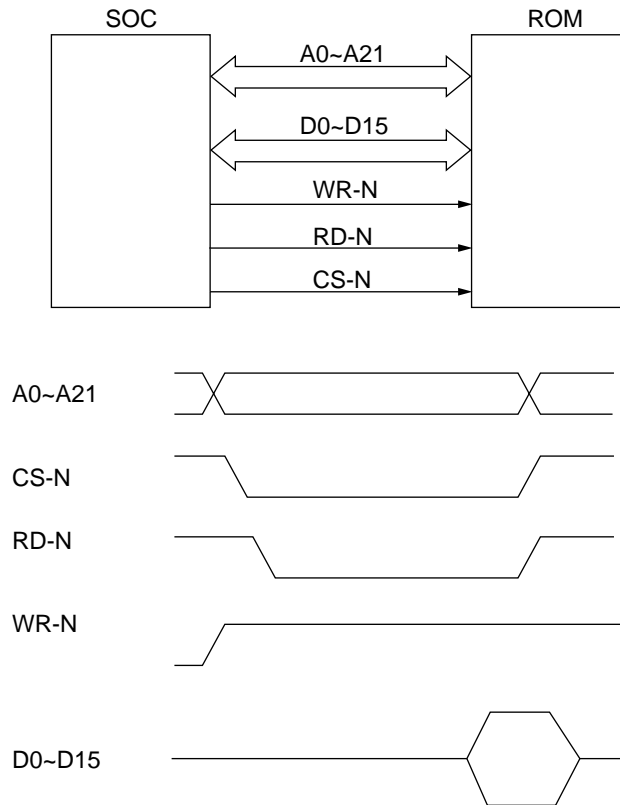 SOC
ROM
A0~A21
D0~D15
WR-N
RD-N
CS-N
A0~A21
CS-N
RD-N
WR-N
D0~D15